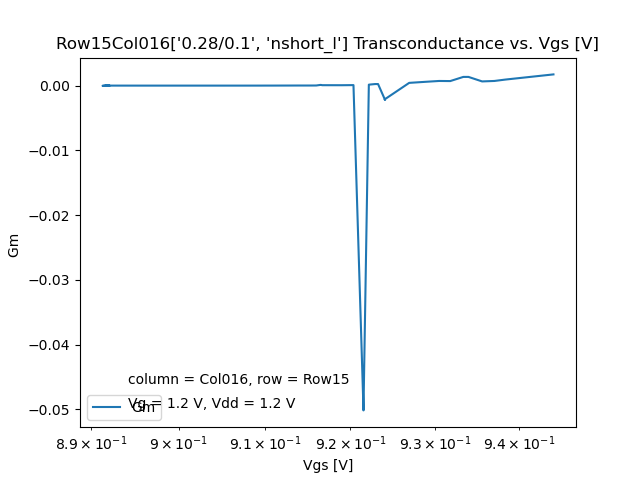 Row15Col016['0.28/0.1', 'nshort_l'] Transconductance vs. Vgs [V]
0.00
−0.01
−0.02
−0.03
−0.04
−0.05
Gm
column = Col016, row = Row15
Vg = 1.2 V, Vdd = 1.2 V
Gm
8.9 × 10⁻¹ 9 × 10⁻¹ 9.1 × 10⁻¹ 9.2 × 10⁻¹ 9.3 × 10⁻¹ 9.4 × 10⁻¹
Vgs [V]